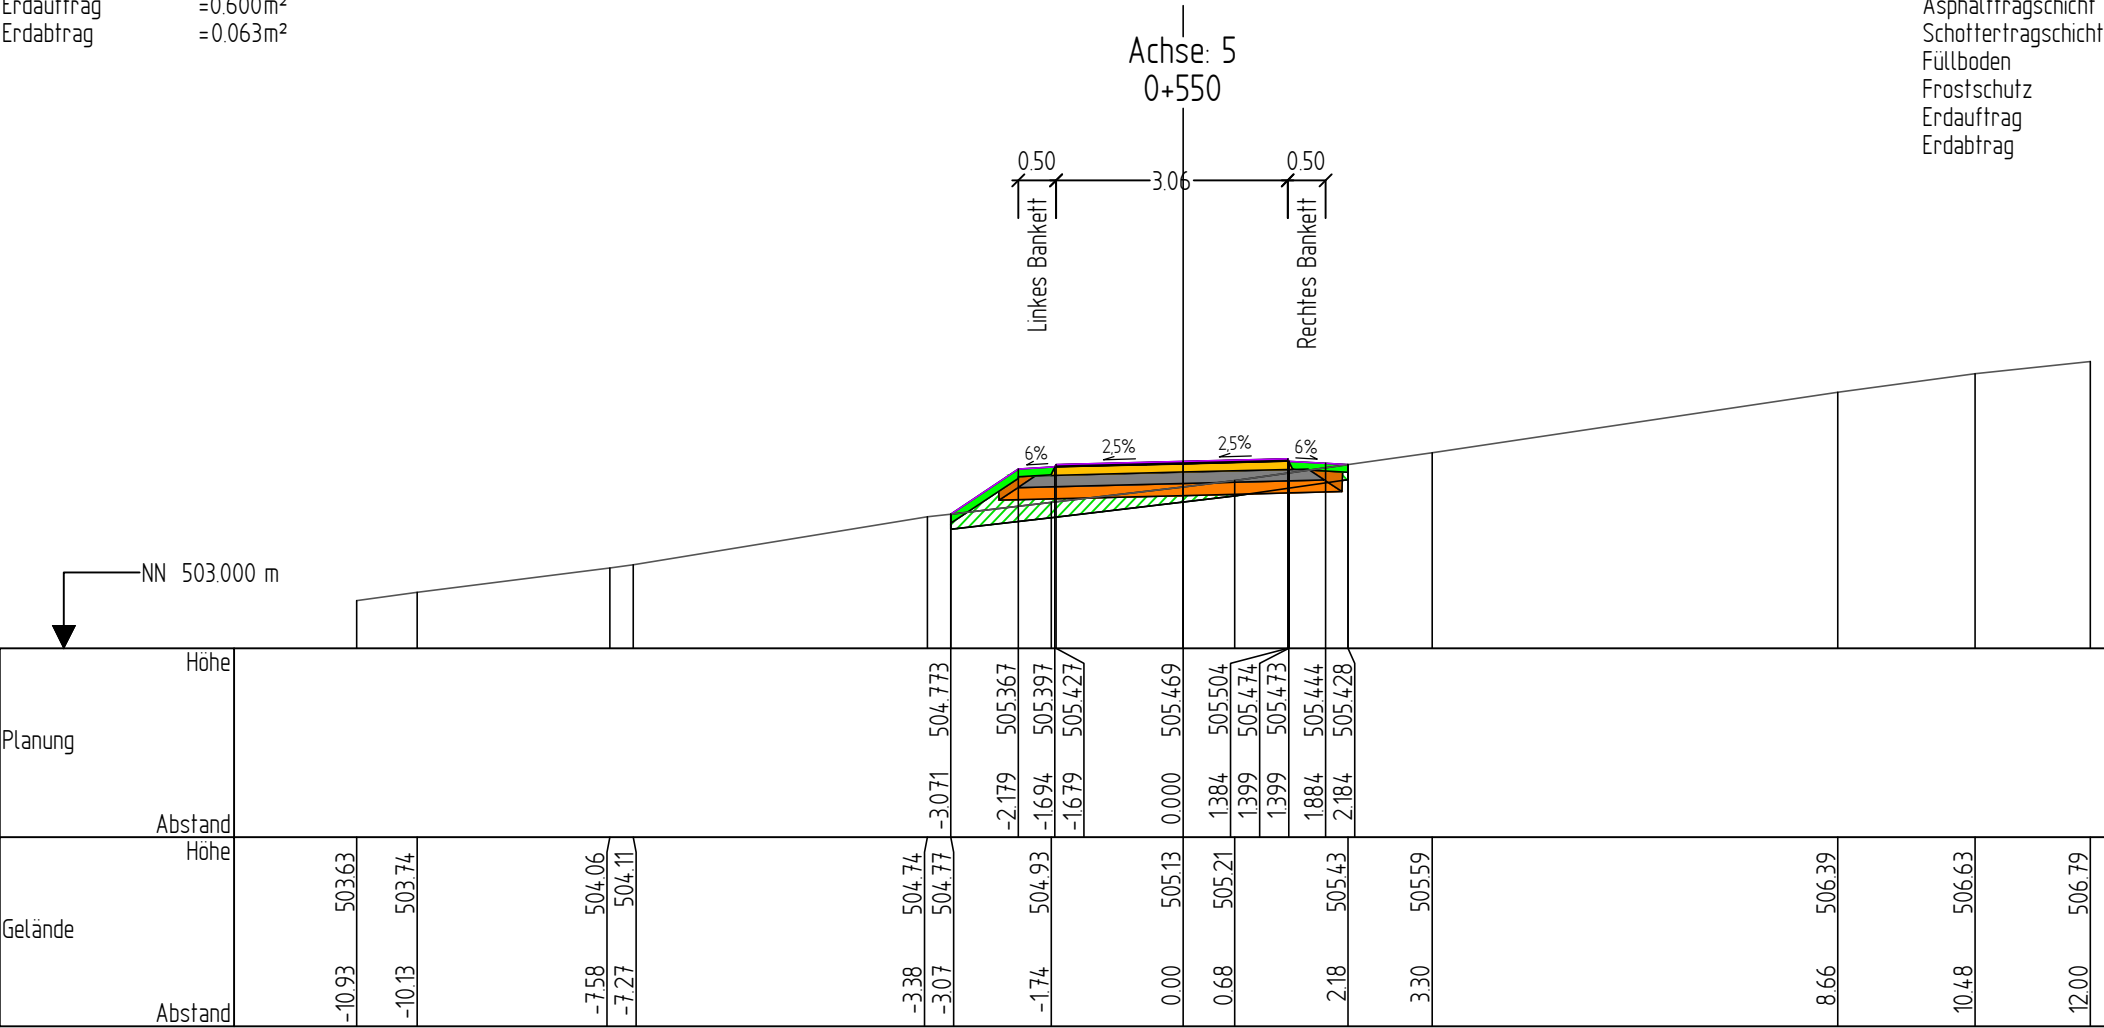 Erdauftrag =0.600m²
Erdabtrag =0.063m²
Asphalttragschicht
Schottertragschicht
Füllboden
Frostschutz
Erdauftrag
Erdabtrag
Achse: 5
0+550
0.50 3.06 0.50
Linkes Bankett
Rechtes Bankett
6% 2,5% 2,5% 6%
NN 503.000 m
Planung
Höhe
504.773 505.367 505.397 505.427 505.469 505.504 505.474 505.473 505.444 505.428
Abstand
-3.071 -2.179 -1.694 -1.679 0.000 1.384 1.399 1.399 1.884 2.184
Gelände
Höhe
503.63 503.74 504.06 504.11 504.74 504.77 504.93 505.13 505.21 505.43 505.59 506.39 506.63 506.79
Abstand
-10.93 -10.13 -7.58 -7.27 -3.38 -3.07 -1.74 0.00 0.68 2.18 3.30 8.66 10.48 12.00